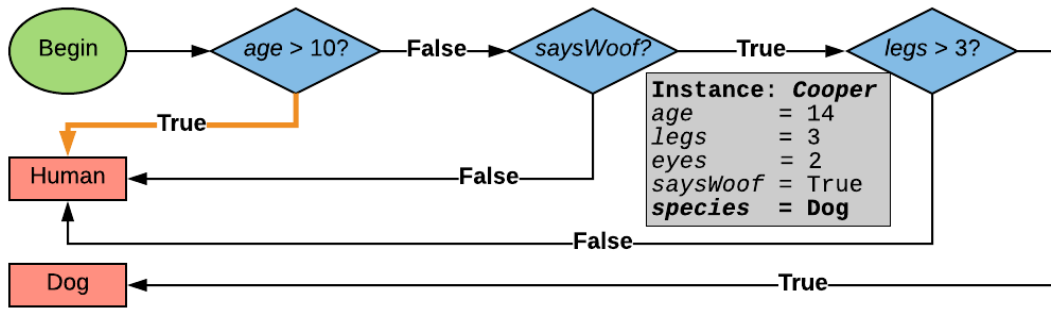 Begin
age > 10?
False
saysWoof?
True
legs > 3?
Instance: Cooper
age = 14
legs = 3
eyes = 2
saysWoof = True
species = Dog
True
Human
False
False
Dog
True